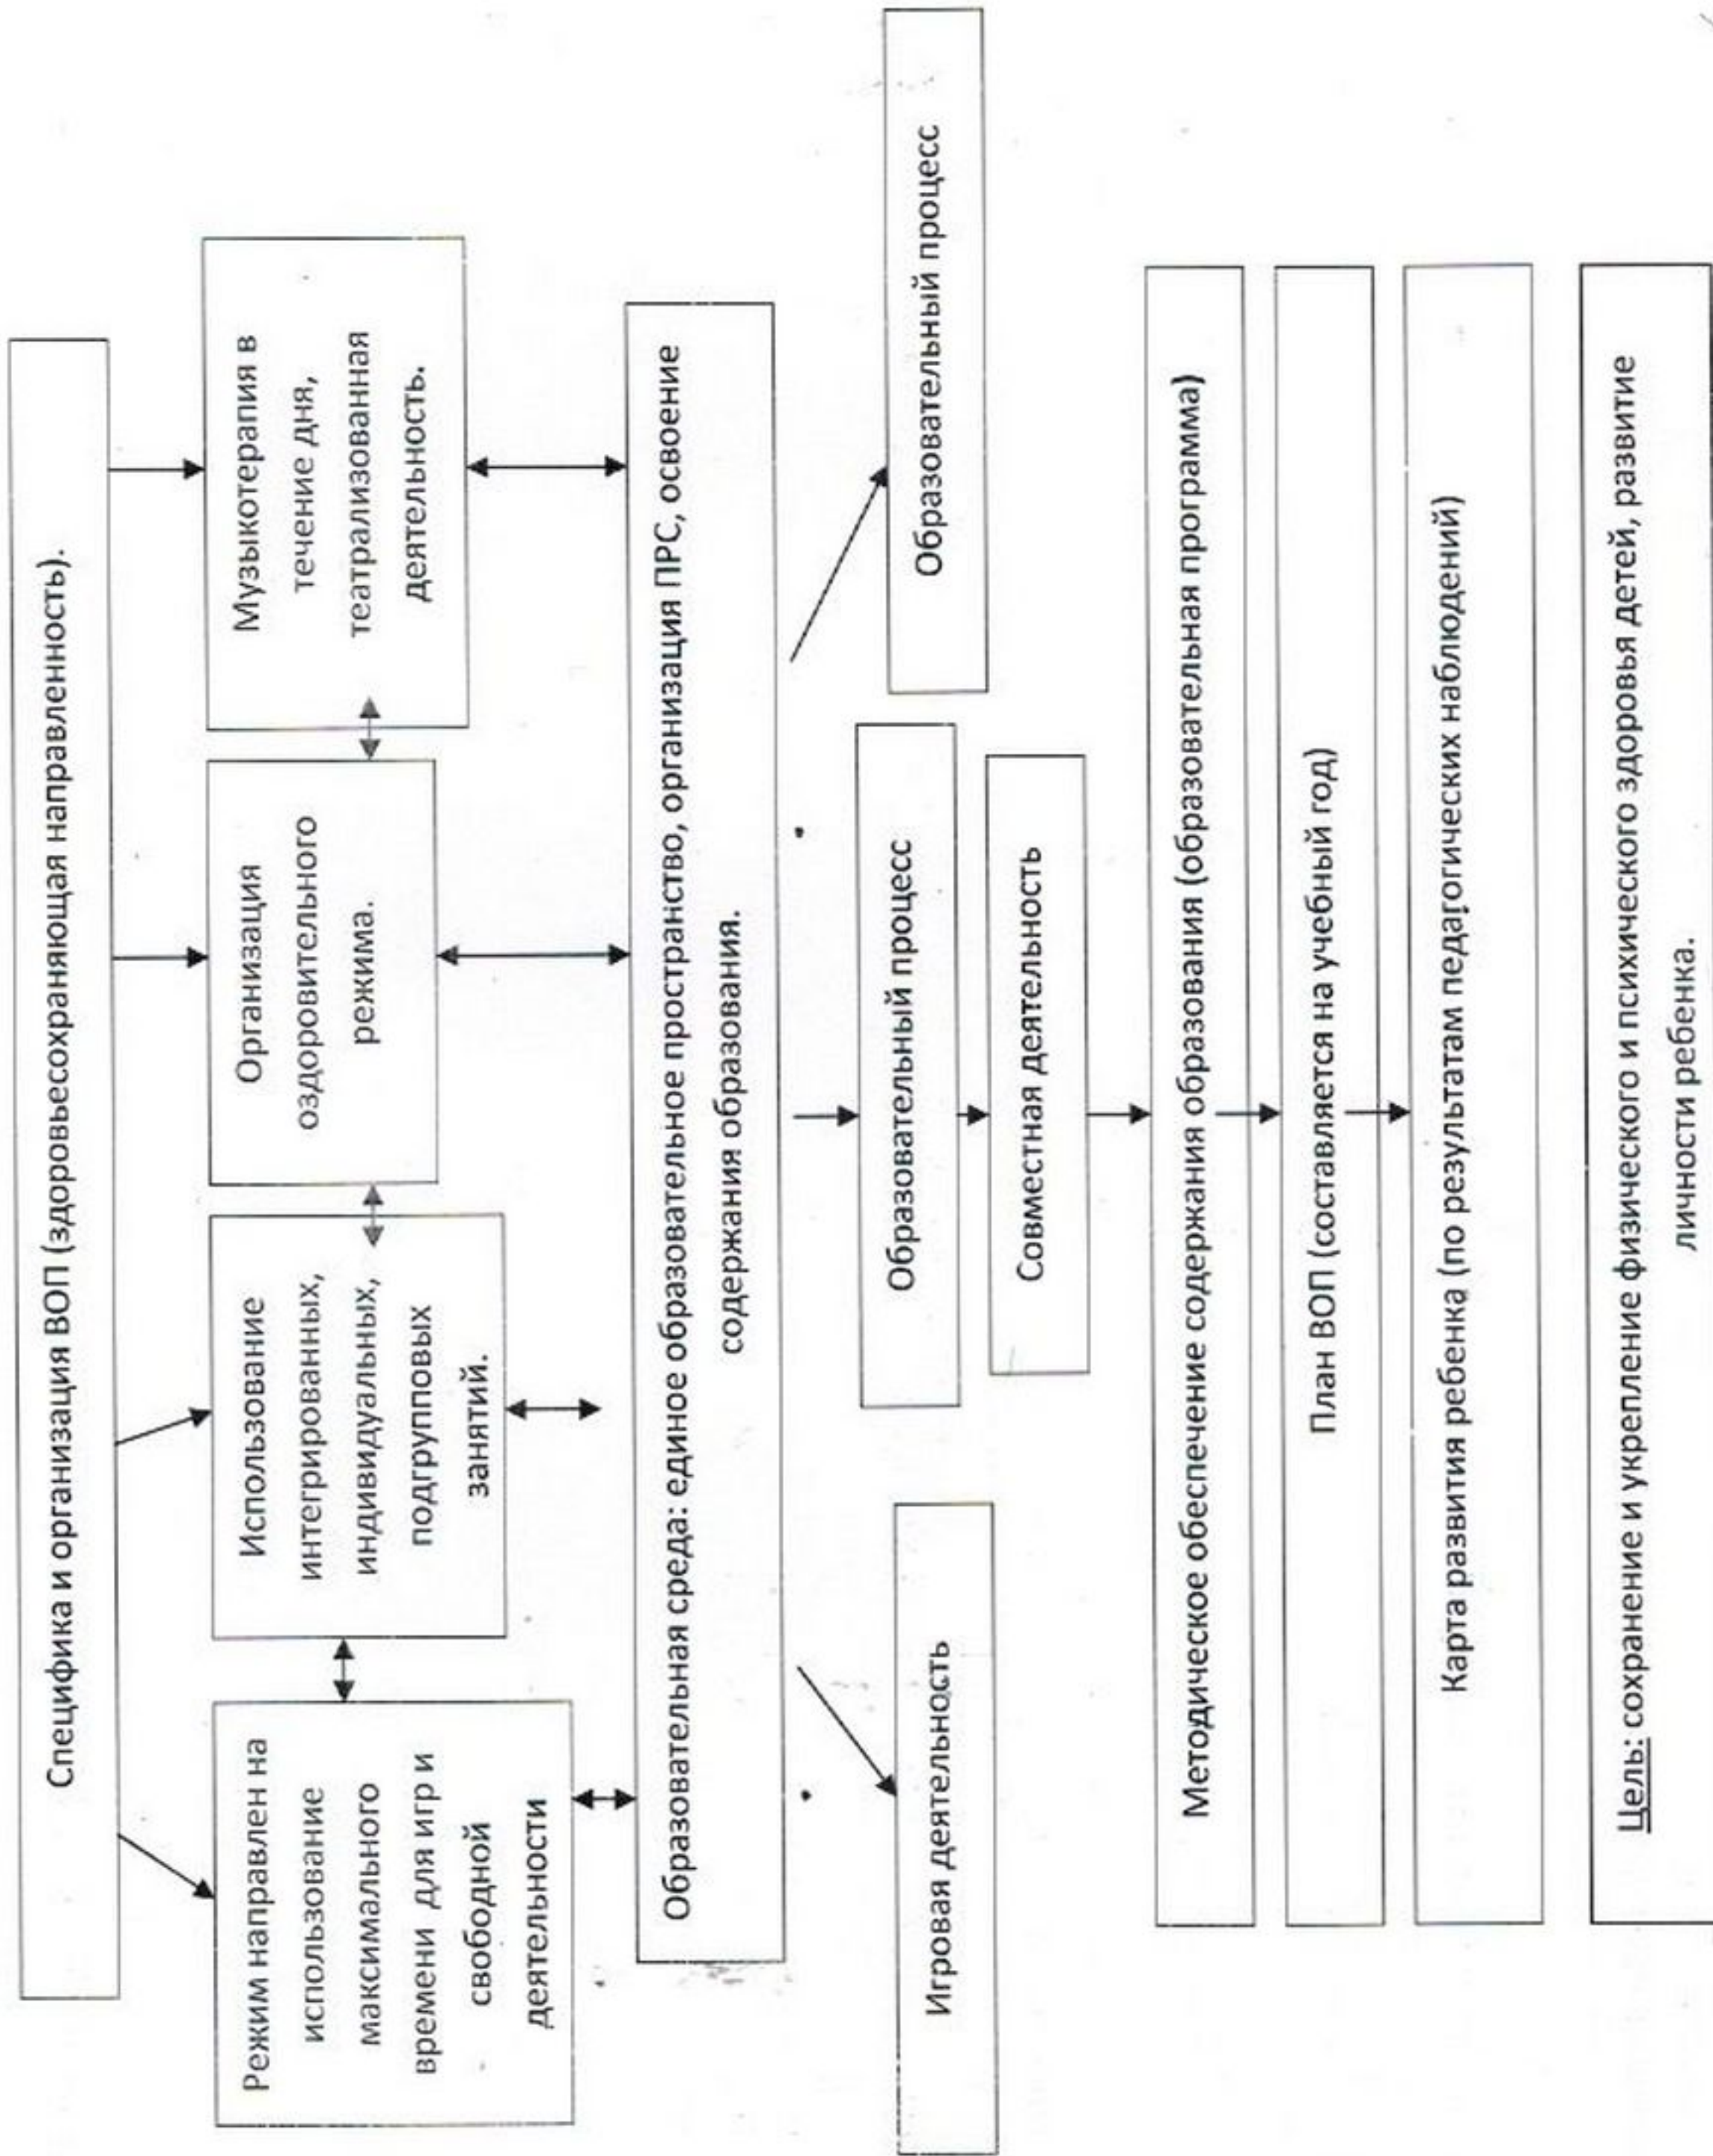 Специфика и организация ВОП (здоровьесохраняющая направленность).
Режим направлен на
использование
максимального
времени для игр и
свободной
деятельности
Использование
интегрированных,
индивидуальных,
подгрупповых
занятий.
Организация
оздоровительного
режима.
Музыкотерапия в
течение дня,
театрализованная
деятельность.
Образовательная среда: единое образовательное пространство, организация ПРС, освоение
содержания образования.
Игровая деятельность
Образовательный процесс
Совместная деятельность
Образовательный процесс
Методическое обеспечение содержания образования (образовательная программа)
План ВОП (составляется на учебный год)
Карта развития ребенка (по результатам педагогических наблюдений)
Цель: сохранение и укрепление физического и психического здоровья детей, развитие
личности ребенка.